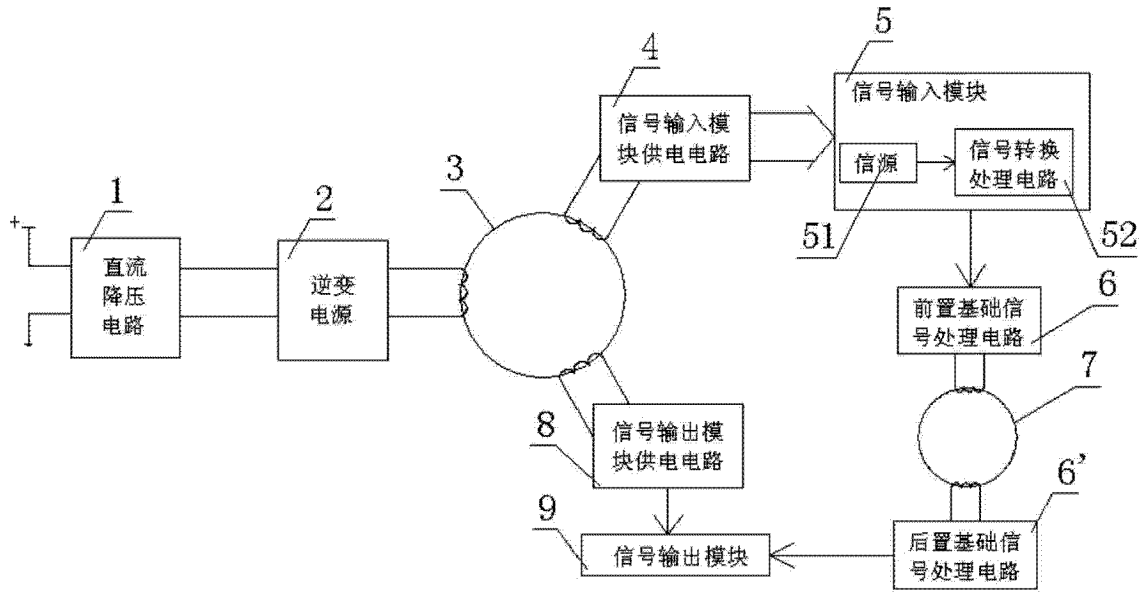 5
信号输入模块
4
信号输入模
块供电电路
信源
信号转换
处理电路
3
51
52
1
2
+
直流
降压
电路
逆变
电源
6
前置基础信
号处理电路
7
信号输出模
块供电电路
8
6’
9
信号输出模块
后置基础信
号处理电路